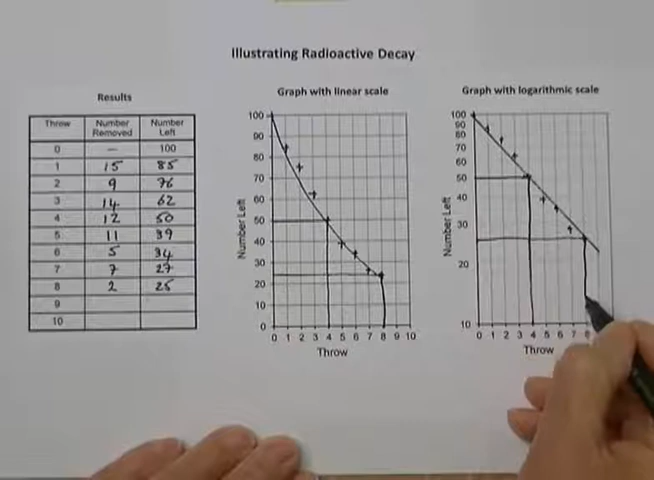 Illustrating Radioactive Decay
Results
Throw Number Removed Number Left
0 — 100
1 15 85
2 9 76
3 14 62
4 12 50
5 11 39
6 5 34
7 7 27
8 2 25
9
10
Graph with linear scale
Number Left
100
90
80
70
60
50
40
30
20
10
0
0 1 2 3 4 5 6 7 8 9 10
Throw
Graph with logarithmic scale
Number Left
100
90
80
70
60
50
40
30
20
10
0 1 2 3 4 5 6 7 8
Throw